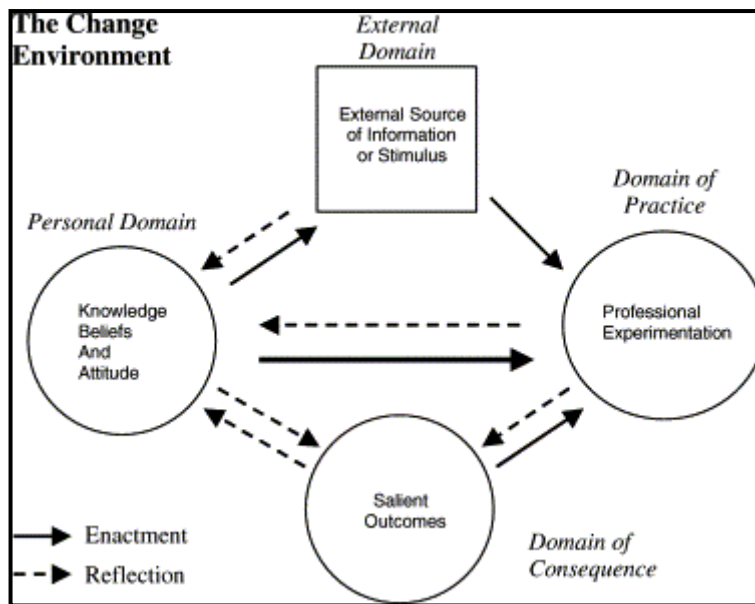 The Change
Environment
External
Domain
External Source
of Information
or Stimulus
Domain of
Practice
Personal Domain
Knowledge
Beliefs
And
Attitude
Professional
Experimentation
Salient
Outcomes
Enactment
Reflection
Domain of
Consequence